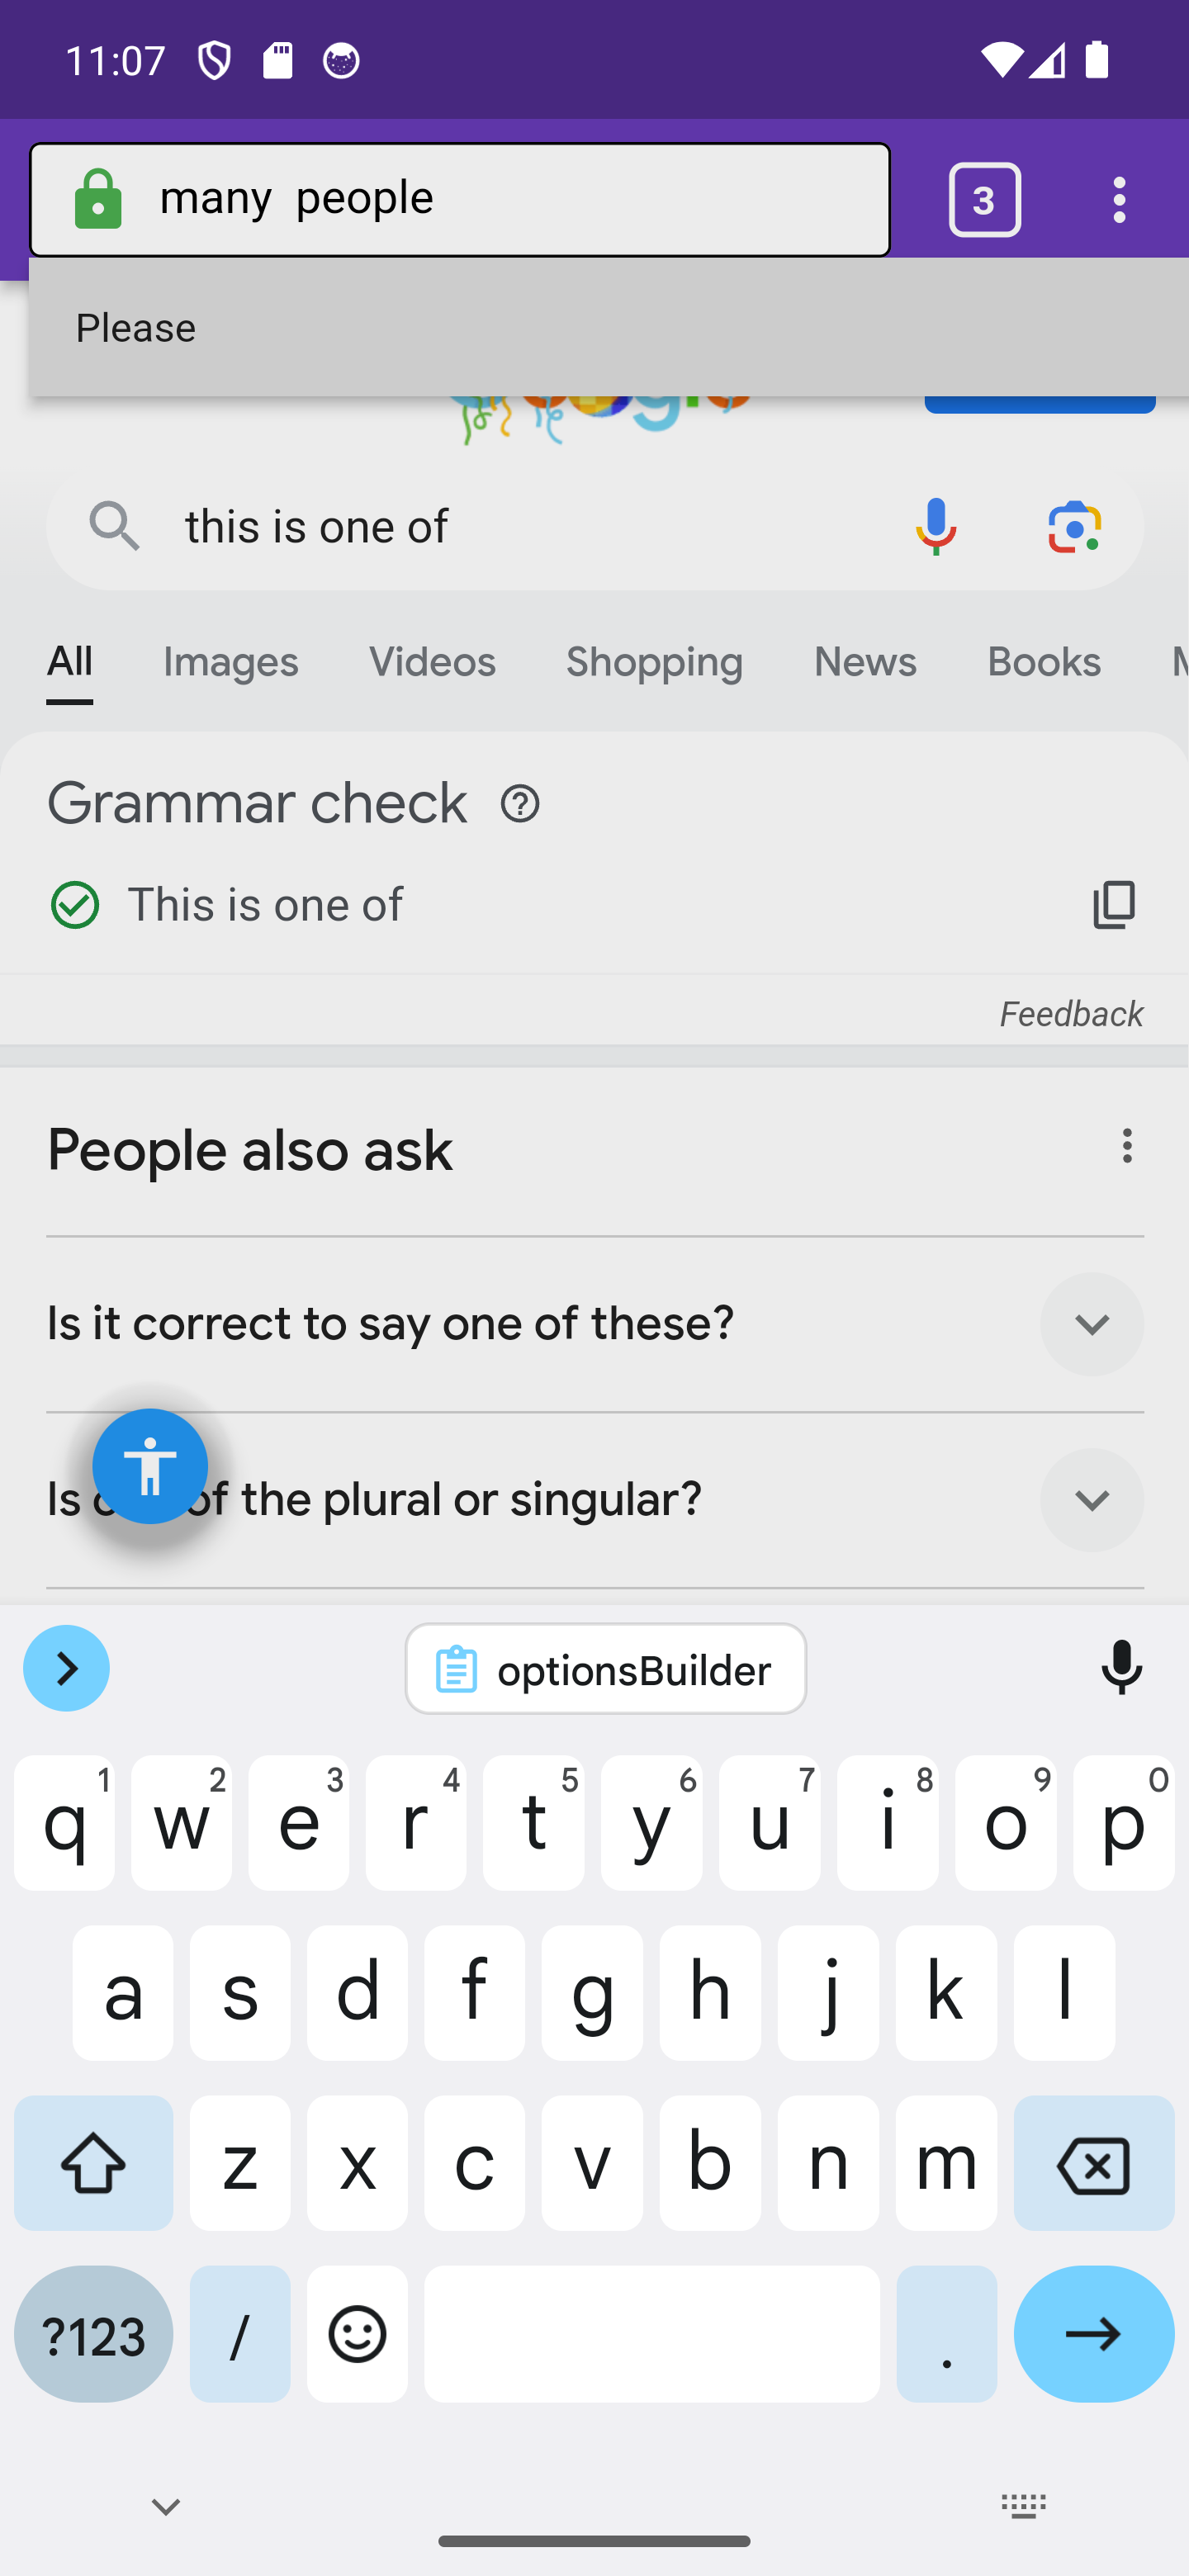 11:07
many  people
3
Please
this is one of
All Images Videos Shopping News Books
Grammar check
This is one of
Feedback
People also ask
Is it correct to say one of these?
Is of the plural or singular?
optionsBuilder
q1 w2 e3 r4 t5 y6 u7 i8 o9 p0
a s d f g h j k l
z x c v b n m
?123 / .